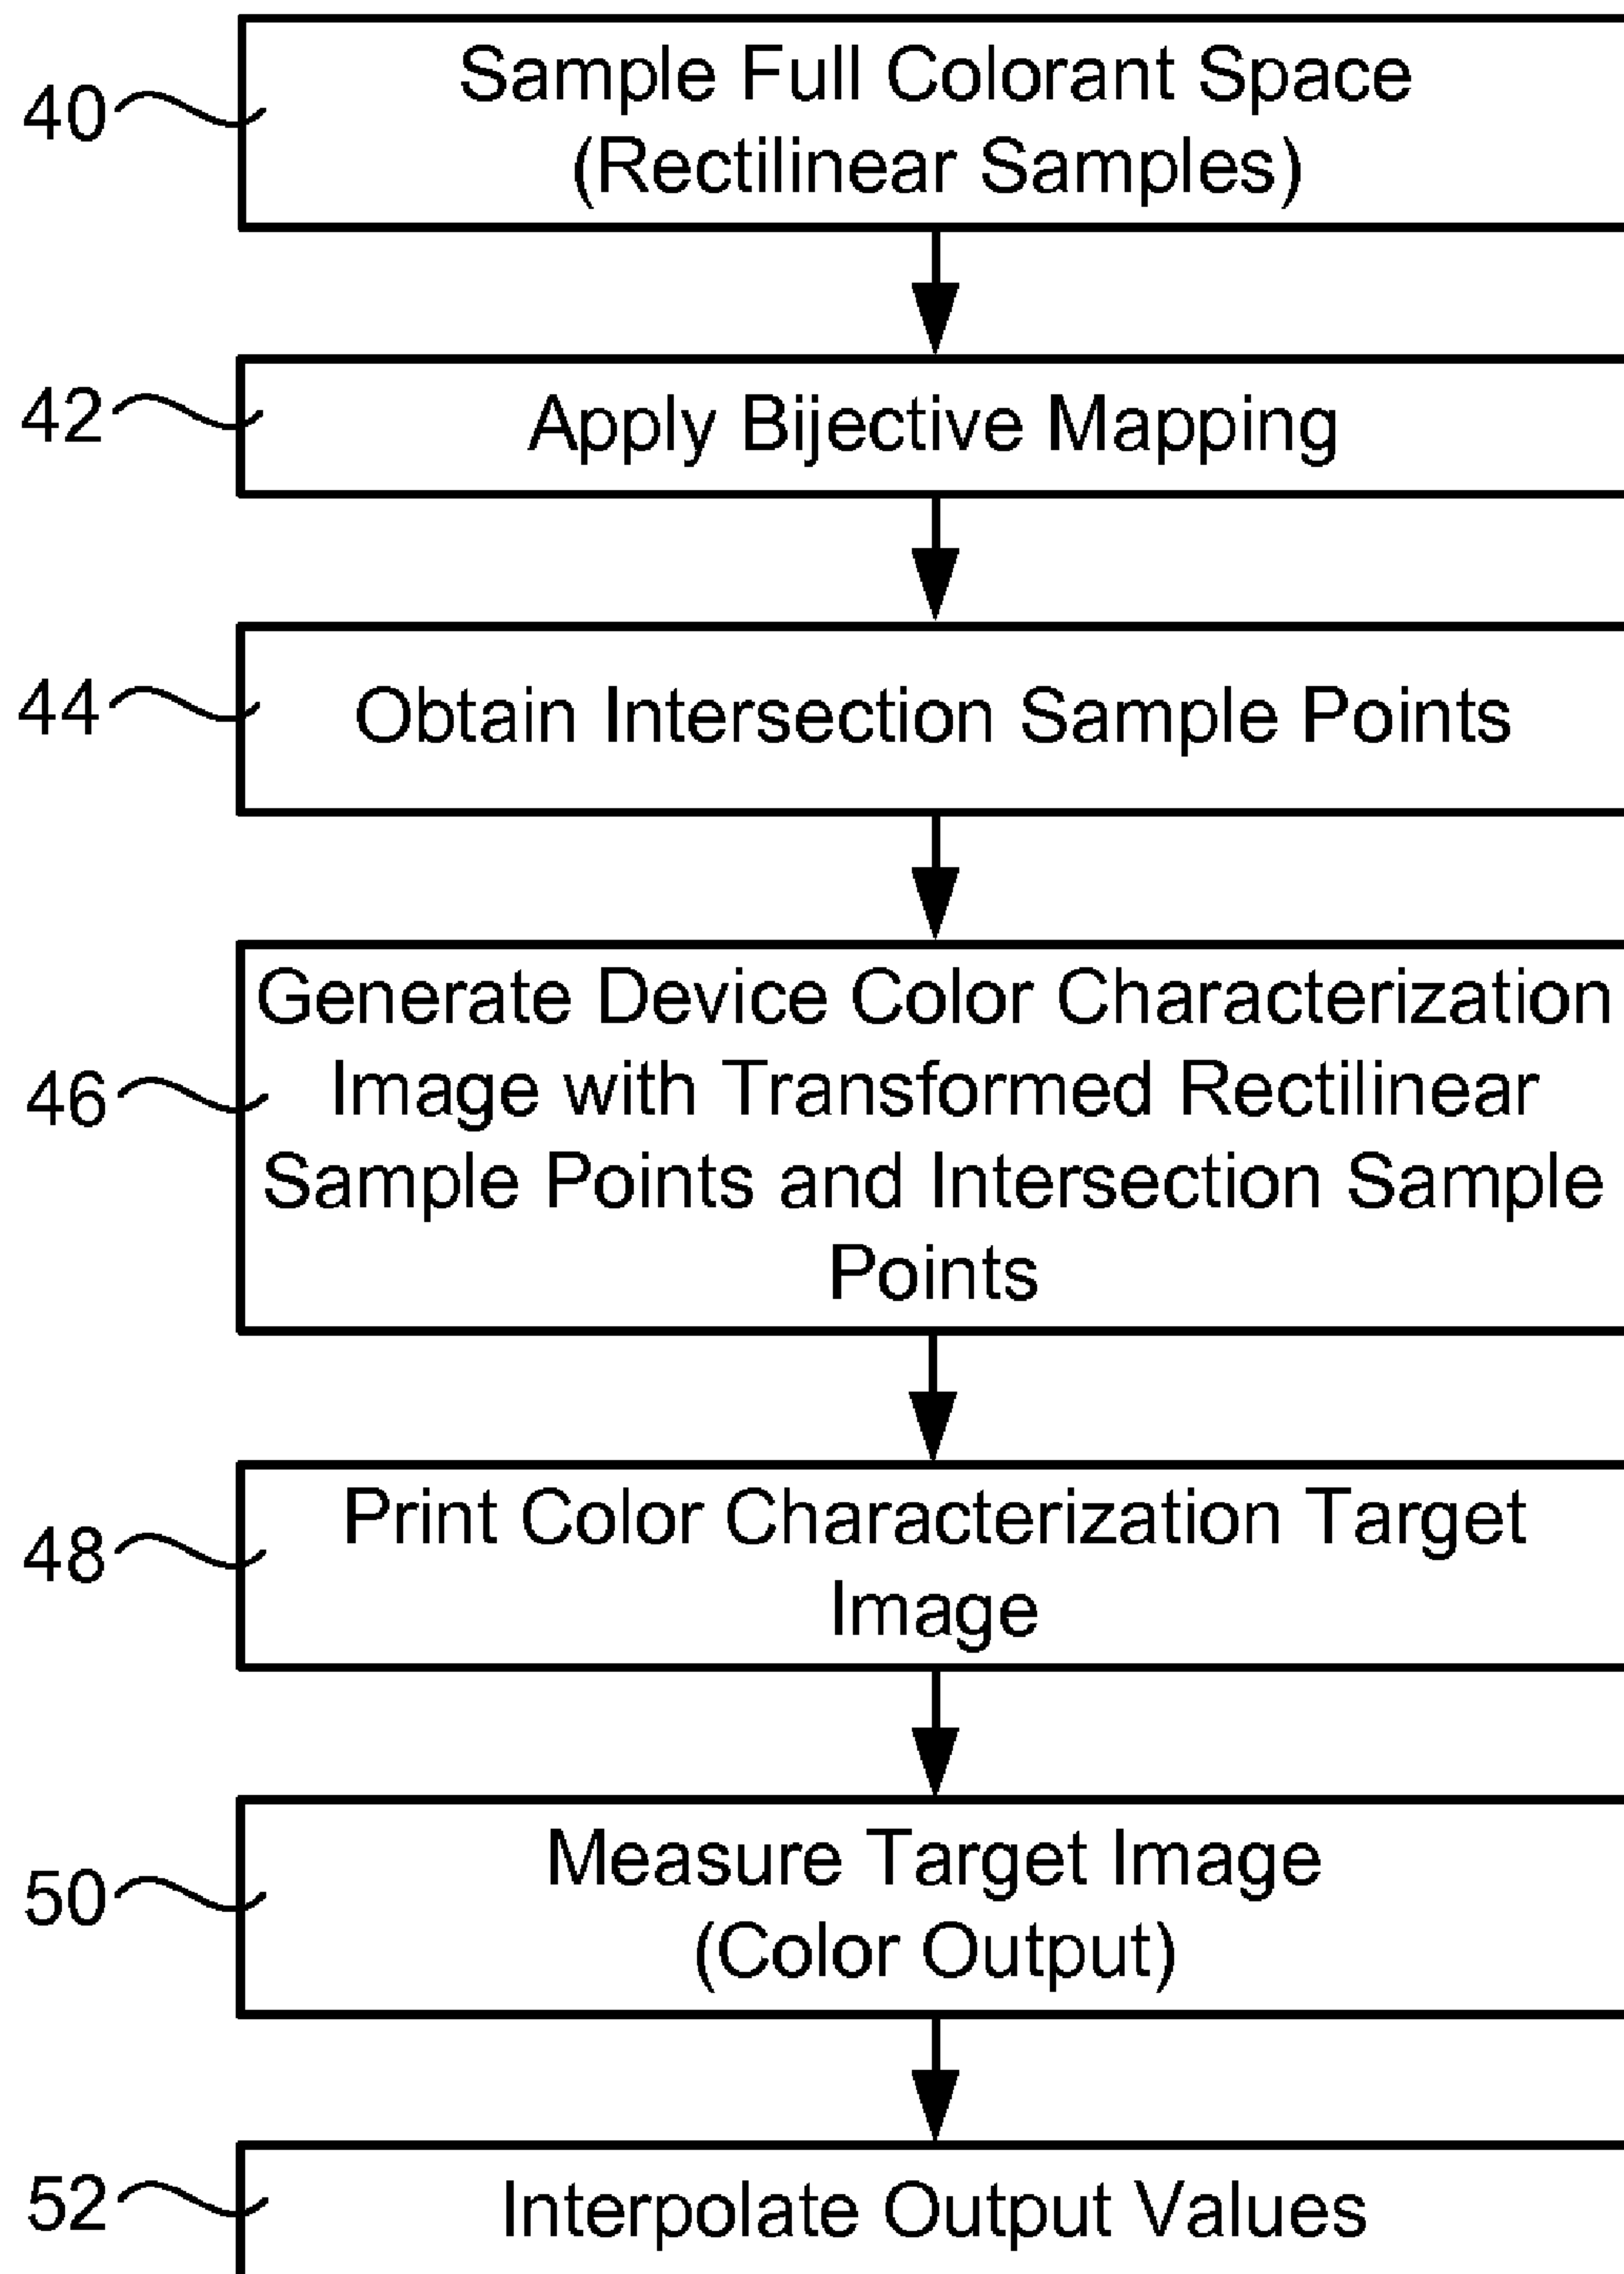 40
Sample Full Colorant Space
(Rectilinear Samples)
42
Apply Bijective Mapping
44
Obtain Intersection Sample Points
46
Generate Device Color Characterization
Image with Transformed Rectilinear
Sample Points and Intersection Sample
Points
48
Print Color Characterization Target
Image
50
Measure Target Image
(Color Output)
52
Interpolate Output Values